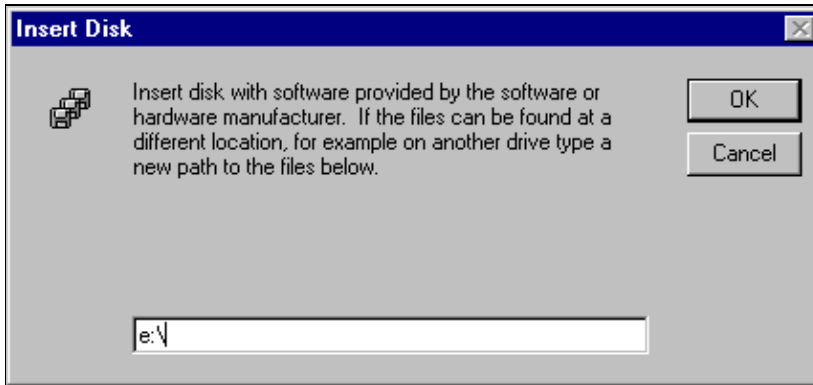 Insert Disk
Insert disk with software provided by the software or
hardware manufacturer.  If the files can be found at a
different location, for example on another drive type a
new path to the files below.
OK
Cancel
e:\